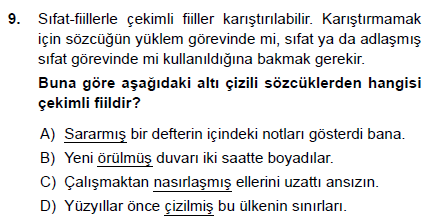 9. Sıfat-fiillerle çekimli fiiller karıştırılabilir. Karıştırmamak
için sözcüğün yüklem görevinde mi, sıfat ya da adlaşmış
sıfat görevinde mi kullanıldığına bakmak gerekir.
Buna göre aşağıdaki altı çizili sözcüklerden hangisi
çekimli fiildir?
A) Sararmış bir defterin içindeki notları gösterdi bana.
B) Yeni örülmüş duvarı iki saatte boyadılar.
C) Çalışmaktan nasırlaşmış ellerini uzattı ansızın.
D) Yüzyıllar önce çizilmiş bu ülkenin sınırları.